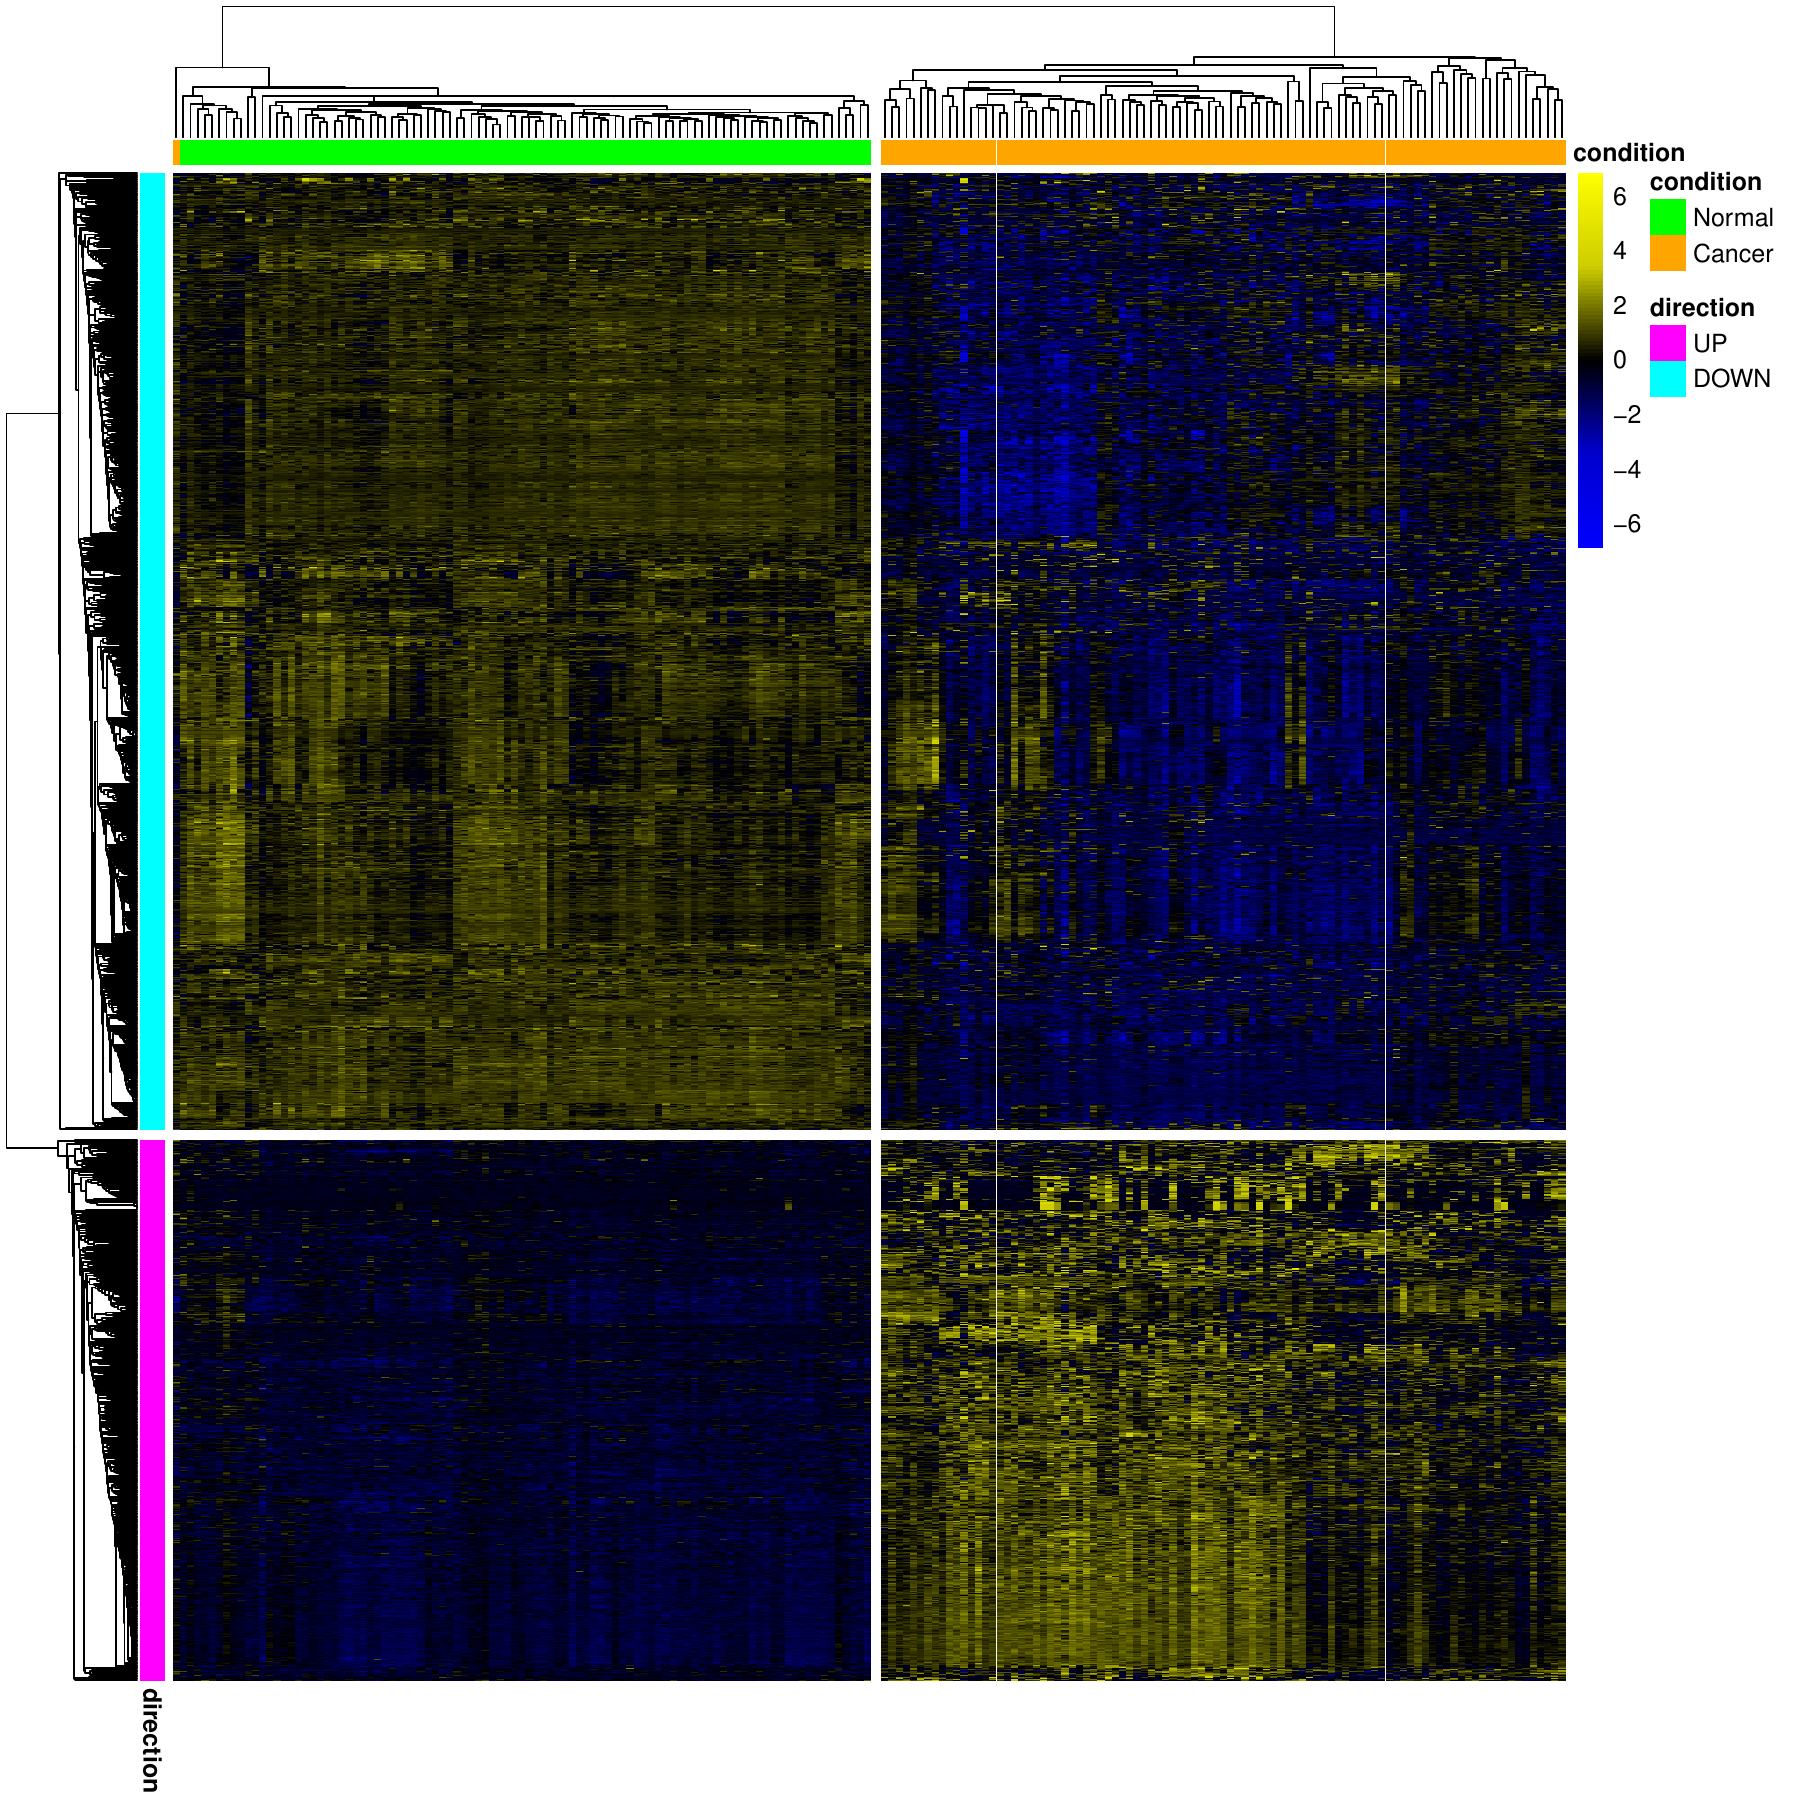 condition
6
4
2
0
−2
−4
−6
condition
Normal
Cancer
direction
UP
DOWN
direction